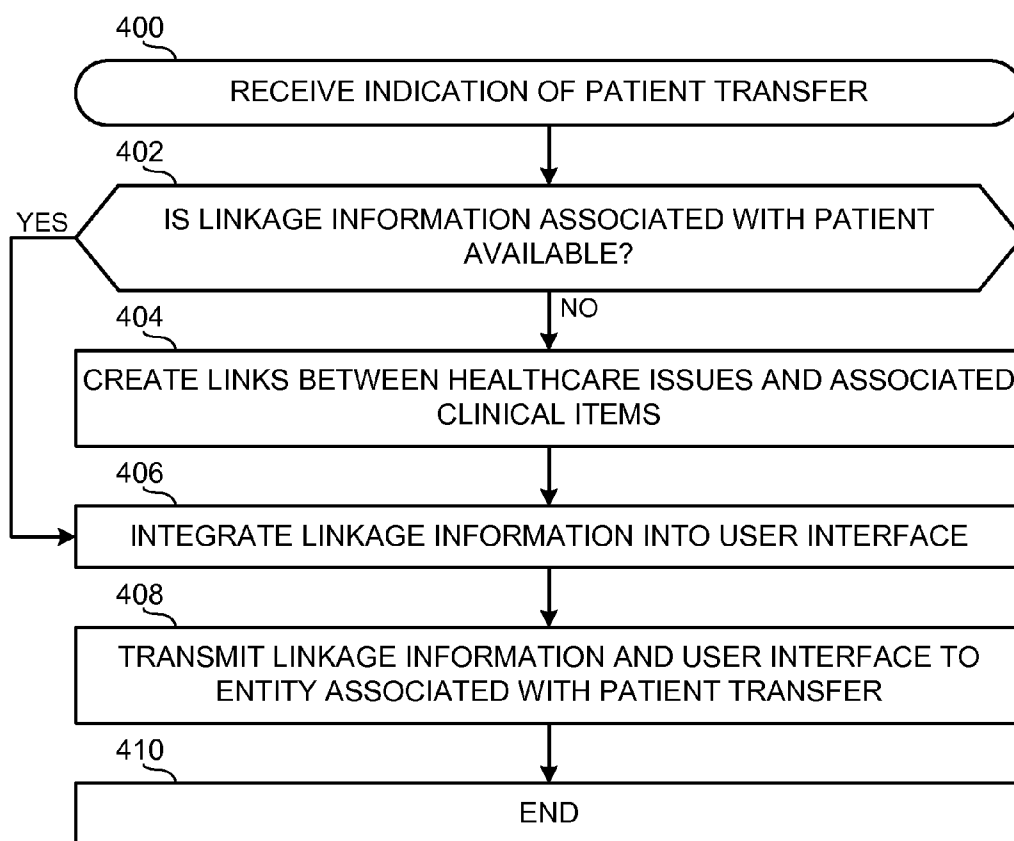 400
RECEIVE INDICATION OF PATIENT TRANSFER
402
YES
IS LINKAGE INFORMATION ASSOCIATED WITH PATIENT
AVAILABLE?
NO
404
CREATE LINKS BETWEEN HEALTHCARE ISSUES AND ASSOCIATED
CLINICAL ITEMS
406
INTEGRATE LINKAGE INFORMATION INTO USER INTERFACE
408
TRANSMIT LINKAGE INFORMATION AND USER INTERFACE TO
ENTITY ASSOCIATED WITH PATIENT TRANSFER
410
END